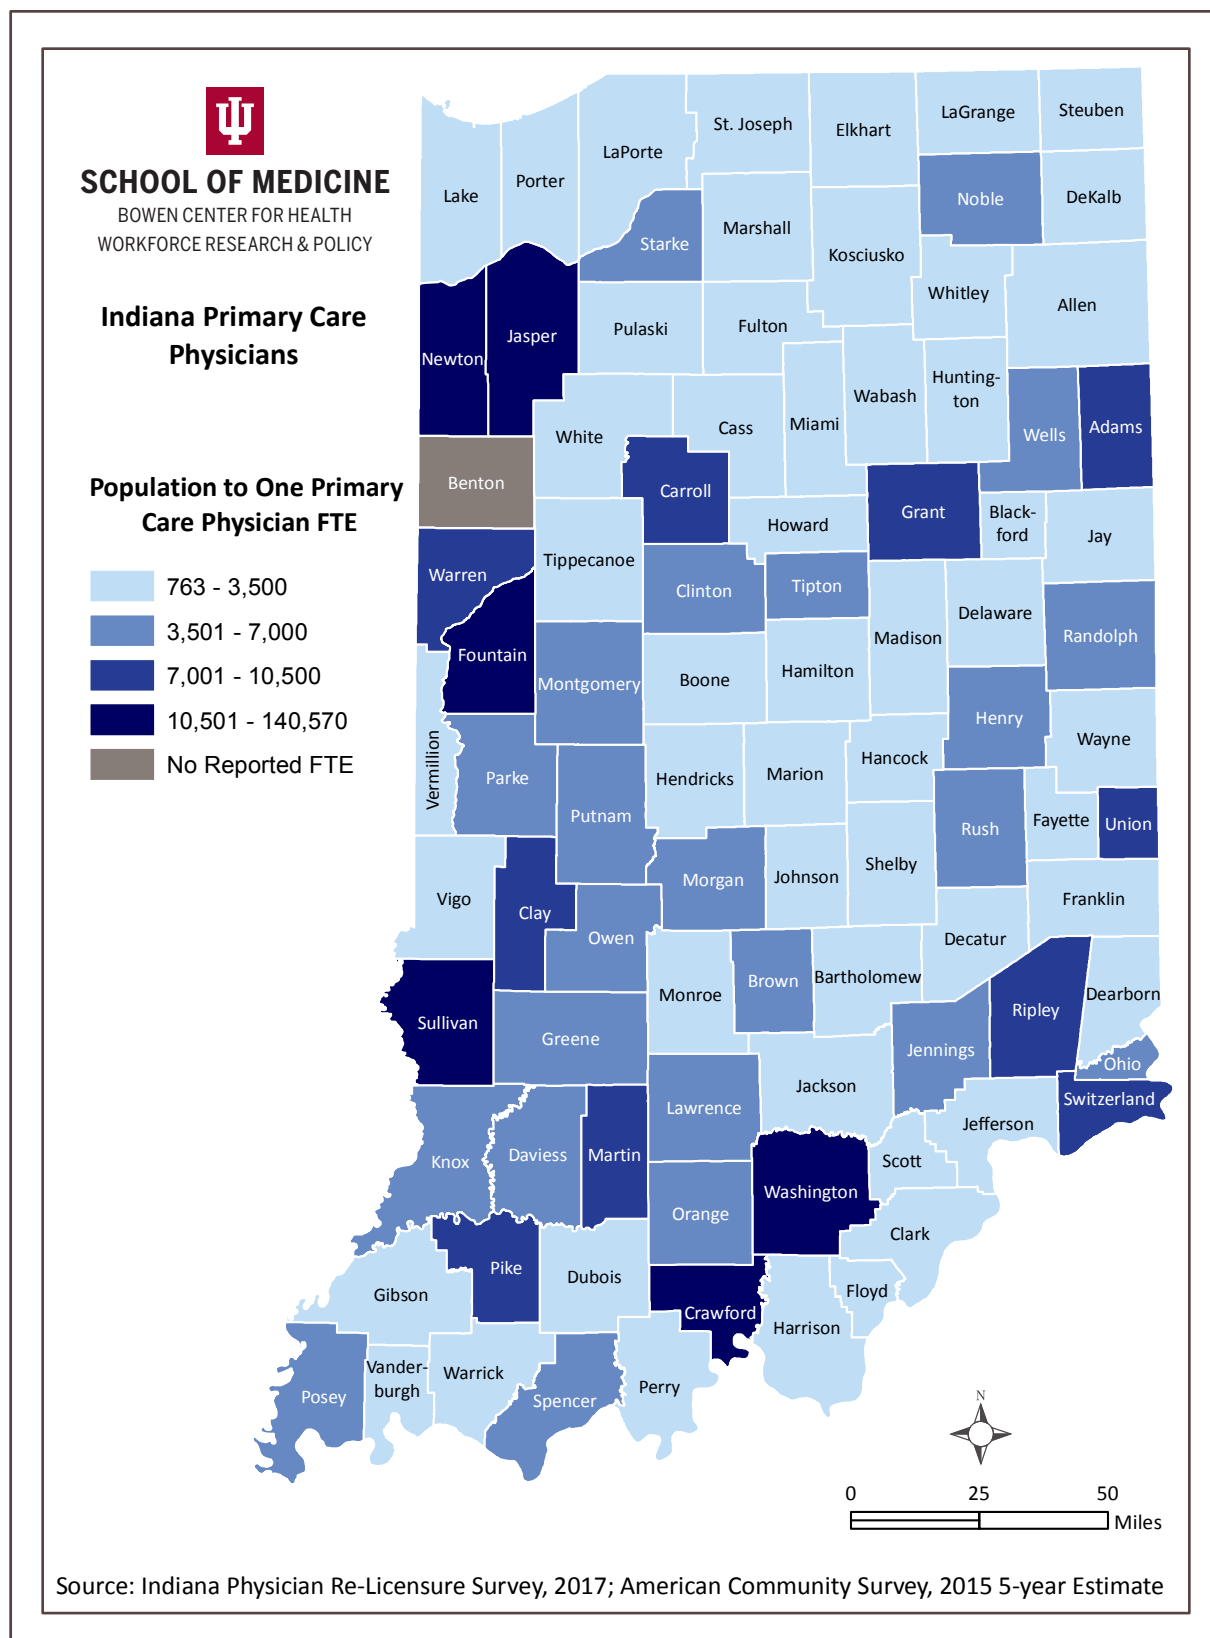 SCHOOL OF MEDICINE
BOWEN CENTER FOR HEALTH
WORKFORCE RESEARCH & POLICY
Indiana Primary Care
Physicians
Population to One Primary
Care Physician FTE
763 - 3,500
3,501 - 7,000
7,001 - 10,500
10,501 - 140,570
No Reported FTE
Lake
Porter
LaPorte
St. Joseph
Elkhart
LaGrange
Steuben
Noble
DeKalb
Starke
Marshall
Kosciusko
Whitley
Allen
Newton
Jasper
Pulaski
Fulton
Wabash
Hunting-
ton
Wells
Adams
Benton
White
Cass
Miami
Carroll
Grant
Black-
ford
Jay
Howard
Warren
Tippecanoe
Clinton
Tipton
Madison
Delaware
Randolph
Fountain
Montgomery
Boone
Hamilton
Henry
Wayne
Vermillion
Parke
Putnam
Hendricks
Marion
Hancock
Rush
Fayette
Union
Vigo
Clay
Owen
Morgan
Johnson
Shelby
Decatur
Franklin
Sullivan
Greene
Monroe
Brown
Bartholomew
Jennings
Ripley
Dearborn
Ohio
Switzerland
Lawrence
Jackson
Jefferson
Scott
Knox
Daviess
Martin
Orange
Washington
Clark
Gibson
Pike
Dubois
Crawford
Harrison
Floyd
Posey
Vander-
burgh
Warrick
Spencer
Perry
N
0 25 50
Miles
Source: Indiana Physician Re-Licensure Survey, 2017; American Community Survey, 2015 5-year Estimate